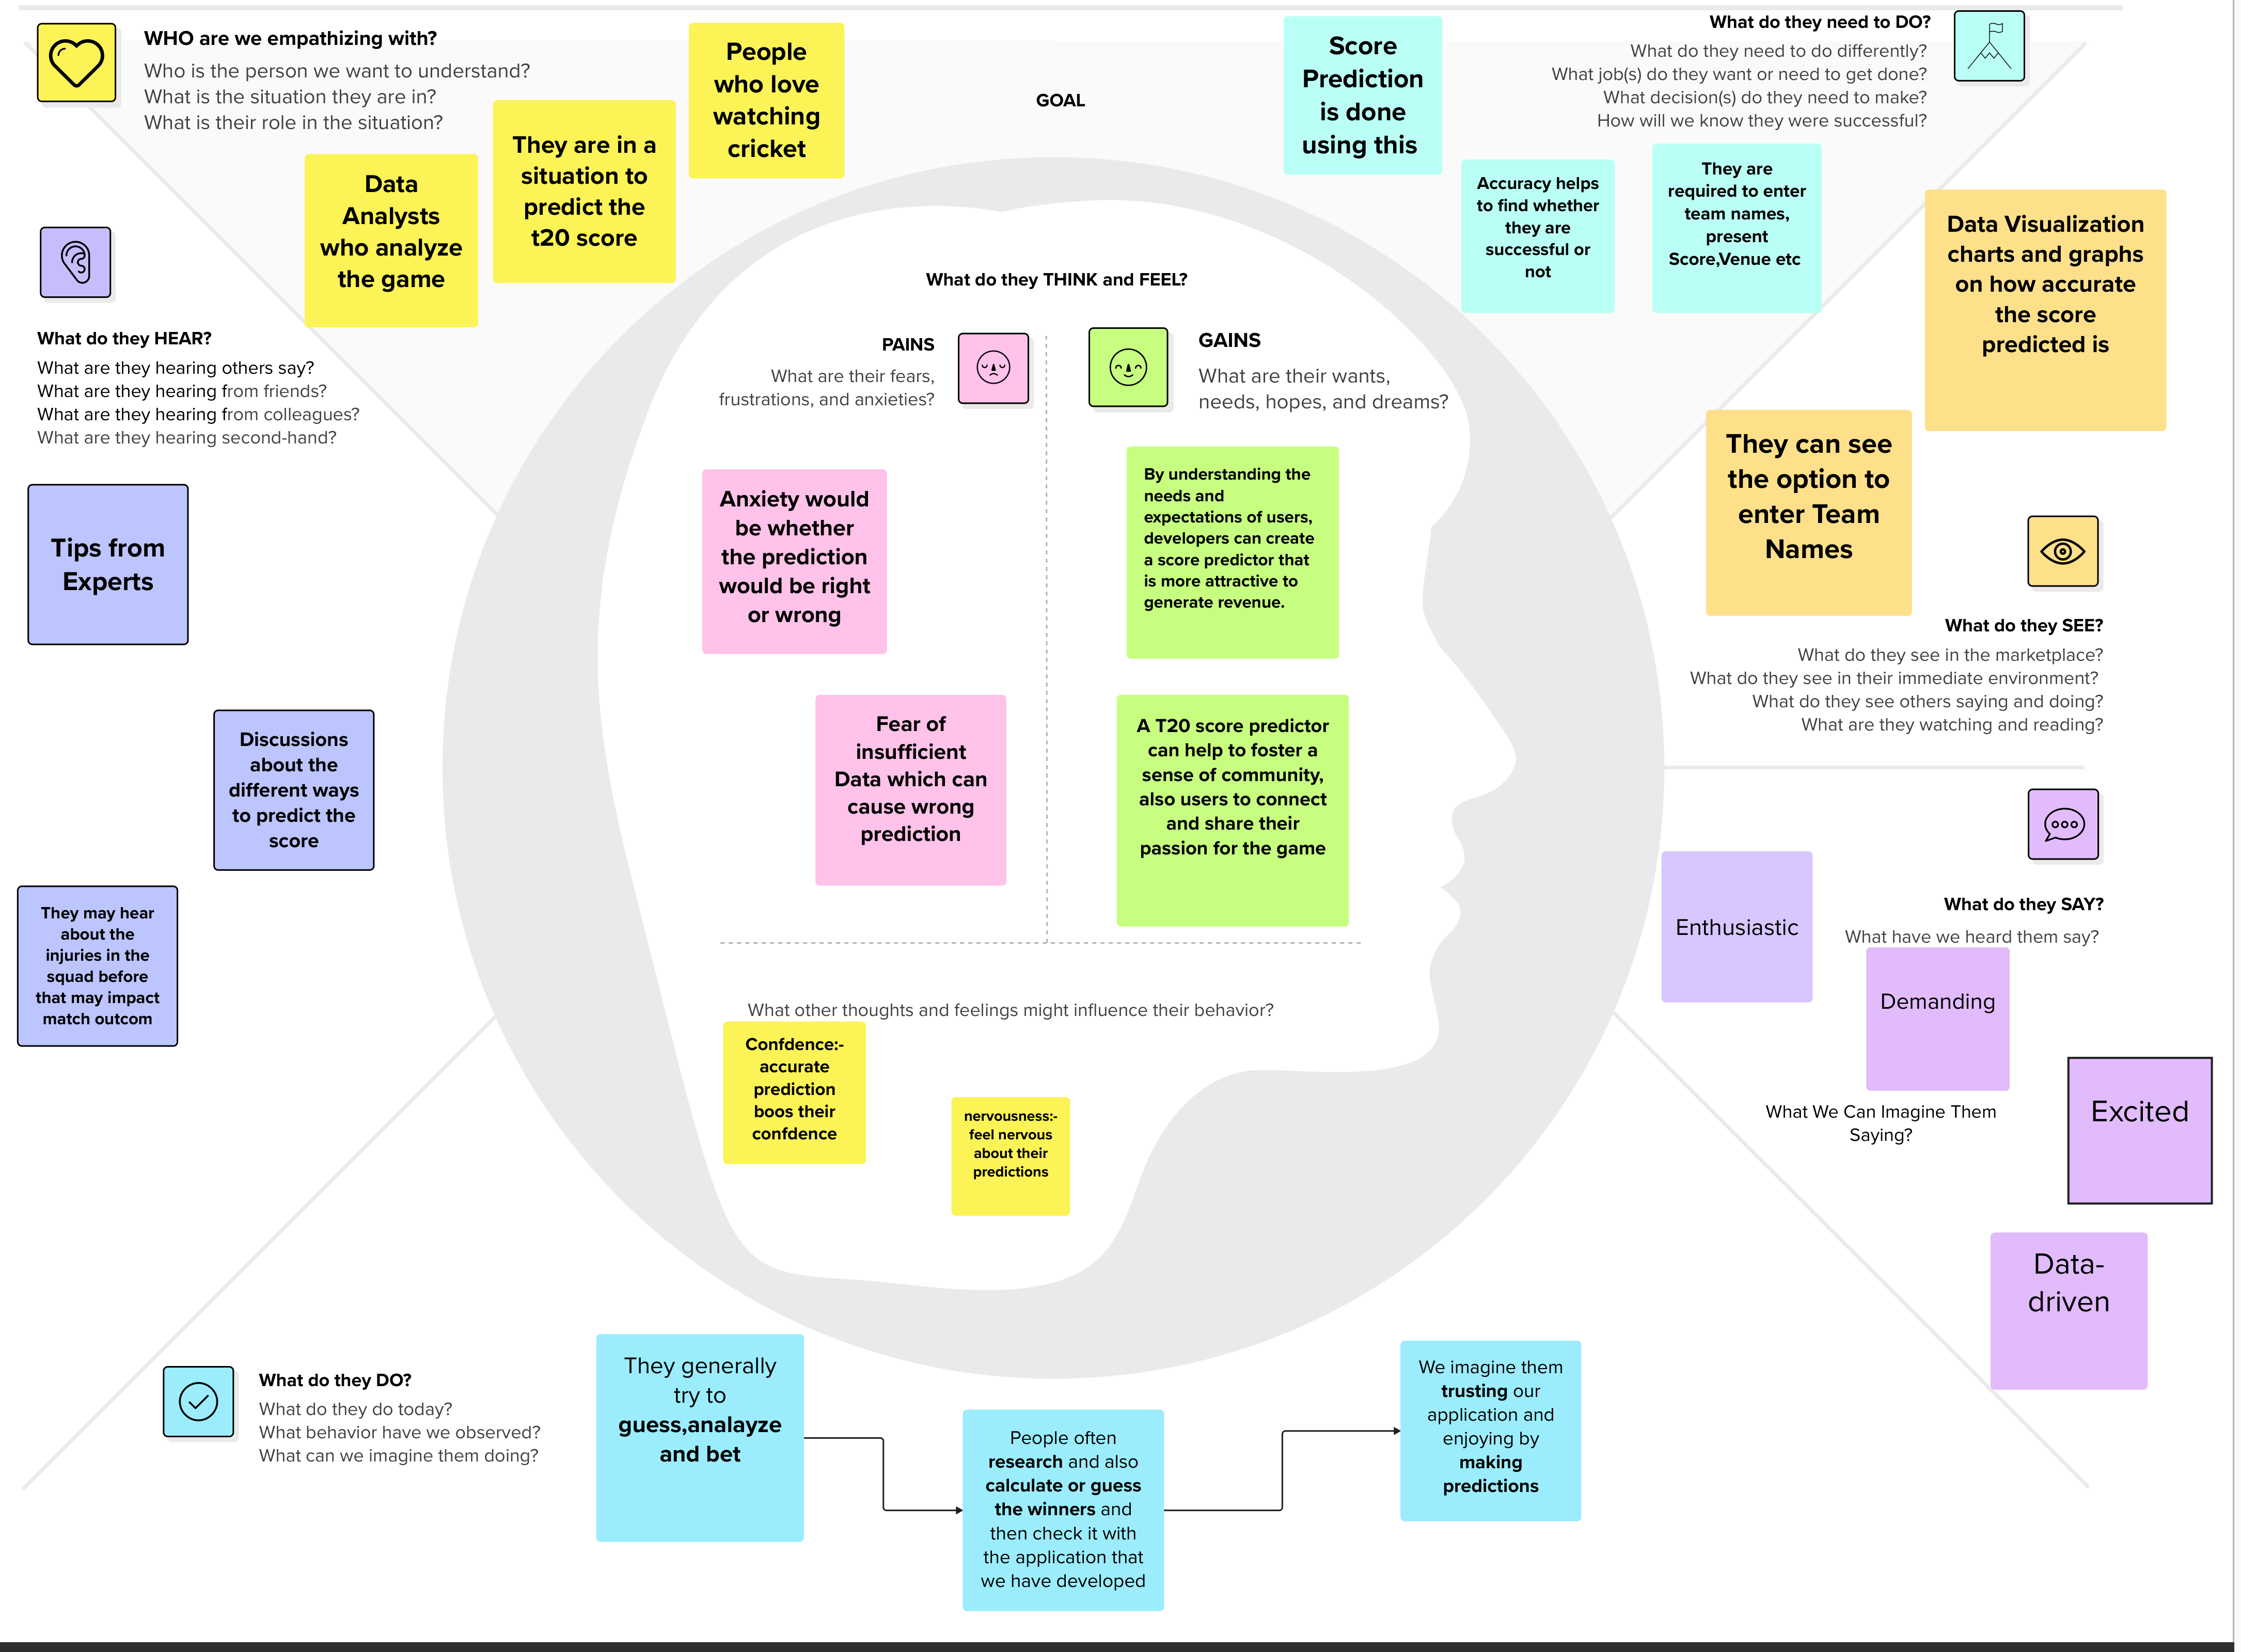 WHO are we empathizing with?
Who is the person we want to understand?
What is the situation they are in?
What is their role in the situation?
Data
Analysts
who analyze
the game
They are in a
situation to
predict the
t20 score
People
who love
watching
cricket
GOAL
Score
Prediction
is done
using this
What do they need to DO?
What do they need to do differently?
What job(s) do they want or need to get done?
What decision(s) do they need to make?
How will we know they were successful?
Accuracy helps
to find whether
they are
successful or
not
They are
required to enter
team names,
present
Score,Venue etc
Data Visualization
charts and graphs
on how accurate
the score
predicted is
They can see
the option to
enter Team
Names
What do they SEE?
What do they see in the marketplace?
What do they see in their immediate environment?
What do they see others saying and doing?
What are they watching and reading?
What do they HEAR?
What are they hearing others say?
What are they hearing from friends?
What are they hearing from colleagues?
What are they hearing second-hand?
Tips from
Experts
Discussions
about the
different ways
to predict the
score
They may hear
about the
injuries in the
squad before
that may impact
match outcom
What do they THINK and FEEL?
PAINS
What are their fears,
frustrations, and anxieties?
GAINS
What are their wants,
needs, hopes, and dreams?
Anxiety would
be whether
the prediction
would be right
or wrong
Fear of
insufficient
Data which can
cause wrong
prediction
By understanding the
needs and
expectations of users,
developers can create
a score predictor that
is more attractive to
generate revenue.
A T20 score predictor
can help to foster a
sense of community,
also users to connect
and share their
passion for the game
What other thoughts and feelings might influence their behavior?
Confdence:-
accurate
prediction
boos their
confdence
nervousness:-
feel nervous
about their
predictions
What do they SAY?
What have we heard them say?
Enthusiastic
Demanding
What We Can Imagine Them
Saying?
Excited
Data-
driven
What do they DO?
What do they do today?
What behavior have we observed?
What can we imagine them doing?
They generally
try to
guess,analayze
and bet
People often
research and also
calculate or guess
the winners and
then check it with
the application that
we have developed
We imagine them
trusting our
application and
enjoying by
making
predictions